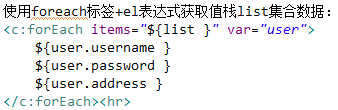 使用foreach标签+el表达式获取值栈list集合数据：
<c:forEach items="${list }" var="user">
${user.username }
${user.password }
${user.address }
</c:forEach><hr>